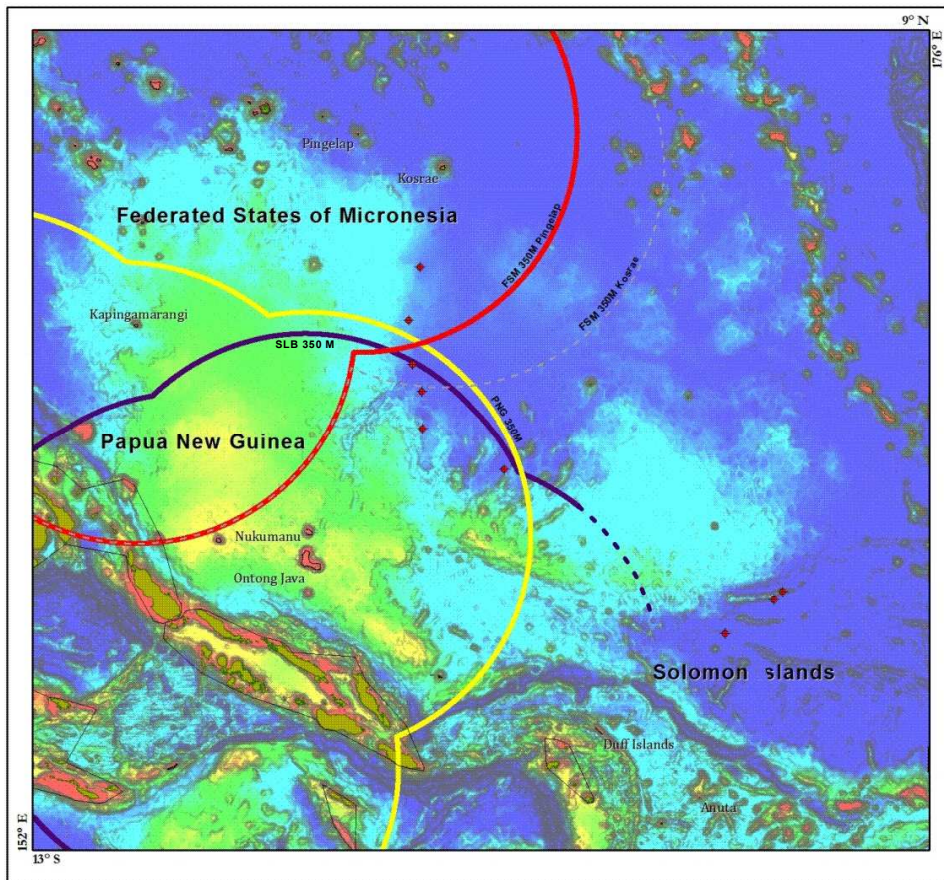 9° N
176° E
Pingelap
Kosrae
Federated States of Micronesia
FSM 350M Pingelap
FSM 350M Kosrae
Kapingamarangi
SLB 350 M
PNG 350M
Papua New Guinea
Nukumanu
Ontong Java
Solomon slands
Duff Islands
Anuta
152° E
13° S